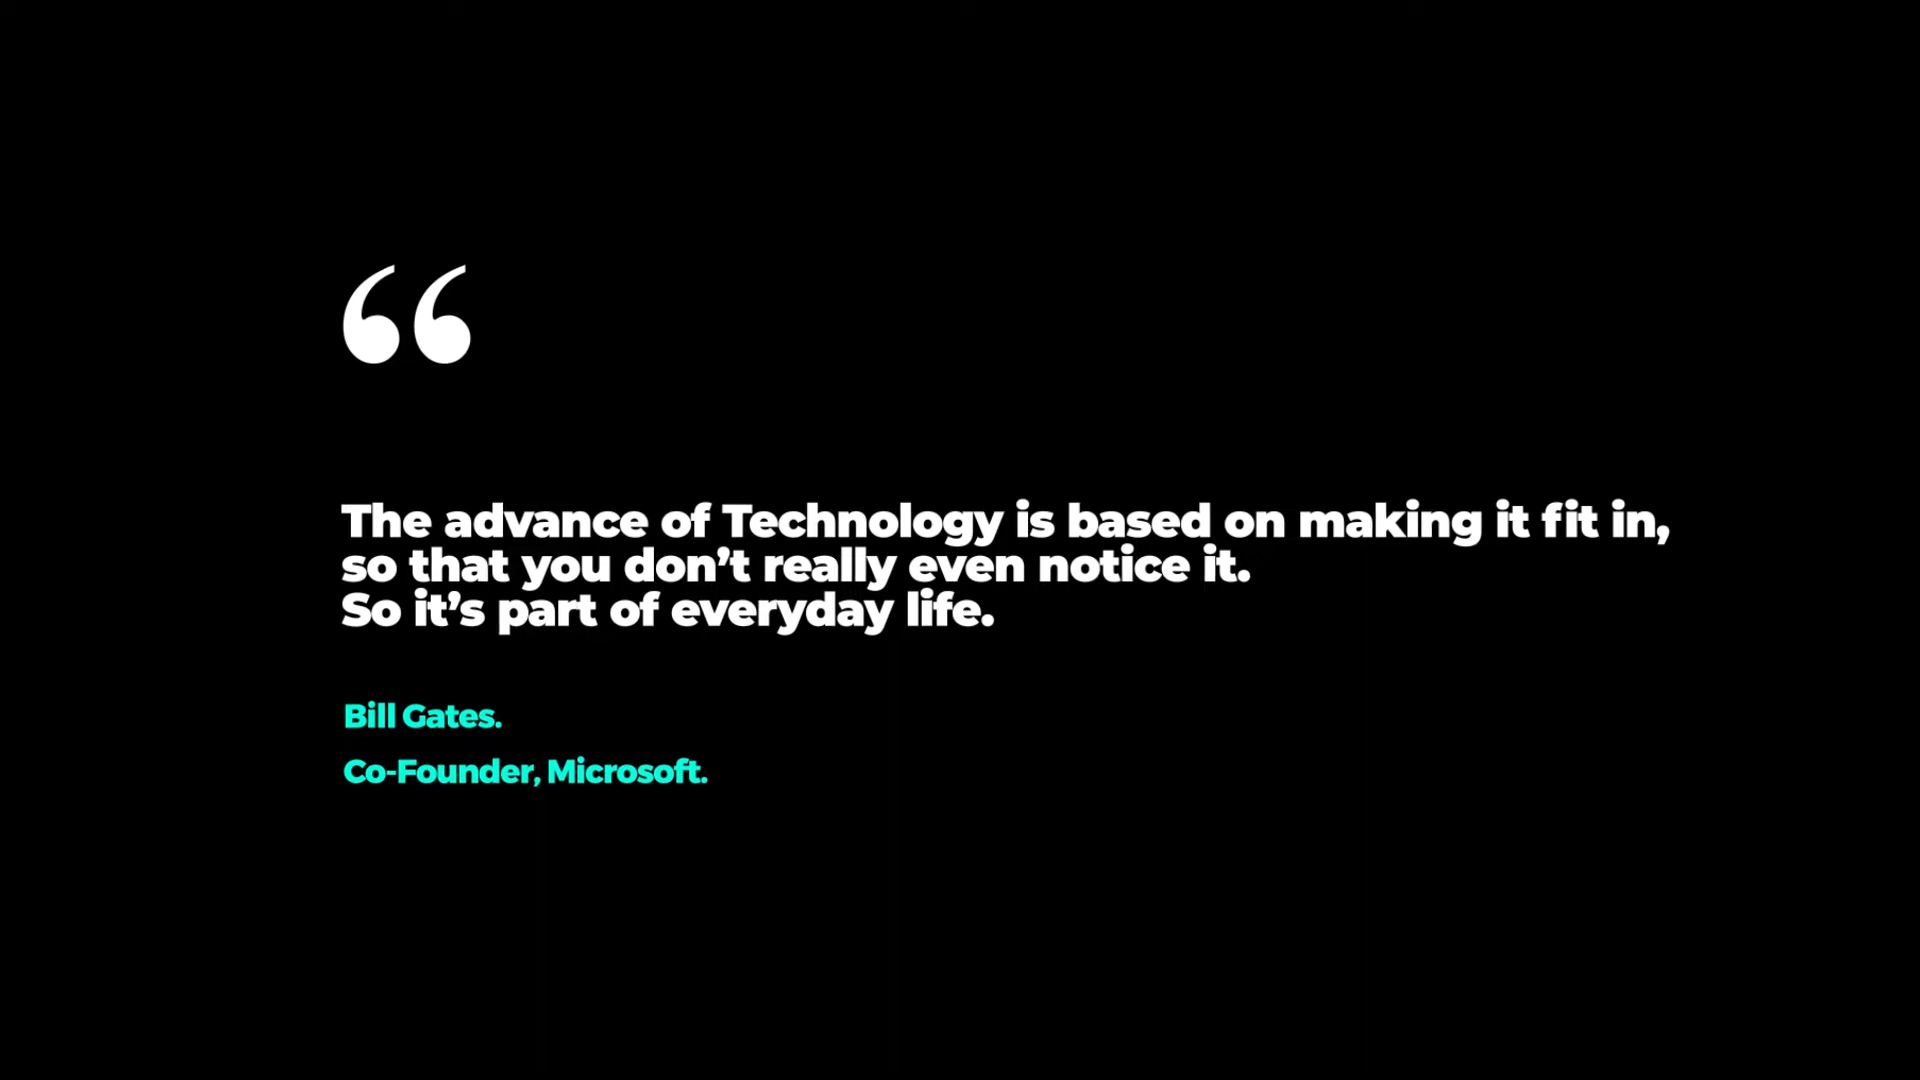 “
The advance of Technology is based on making it fit in,
so that you don’t really even notice it.
So it’s part of everyday life.
Bill Gates.
Co-Founder, Microsoft.